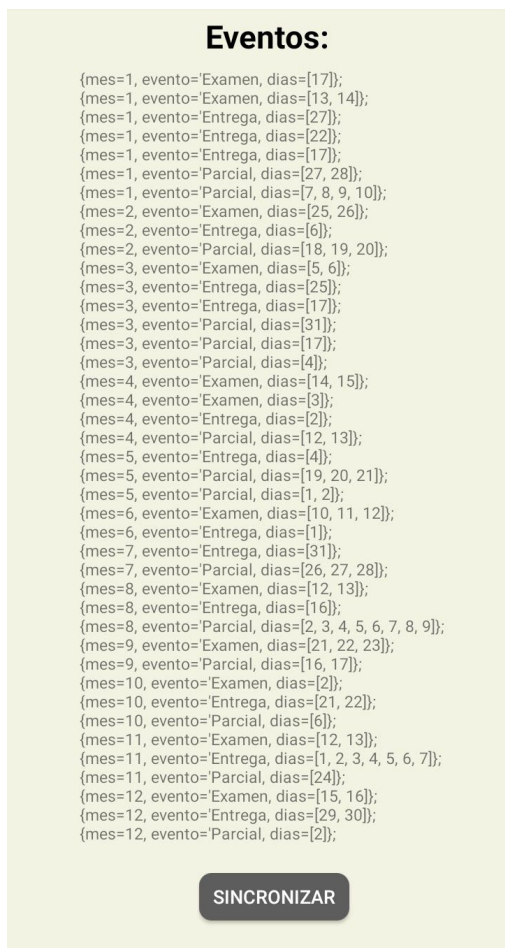 Eventos:
{mes=1, evento='Examen, dias=[17]};
{mes=1, evento='Examen, dias=[13, 14]};
{mes=1, evento='Entrega, dias=[27]};
{mes=1, evento='Entrega, dias=[22]};
{mes=1, evento='Entrega, dias=[17]};
{mes=1, evento='Parcial, dias=[27, 28]};
{mes=1, evento='Parcial, dias=[7, 8, 9, 10]};
{mes=2, evento='Examen, dias=[25, 26]};
{mes=2, evento='Entrega, dias=[6]};
{mes=2, evento='Parcial, dias=[18, 19, 20]};
{mes=3, evento='Examen, dias=[5, 6]};
{mes=3, evento='Entrega, dias=[25]};
{mes=3, evento='Entrega, dias=[17]};
{mes=3, evento='Parcial, dias=[31]};
{mes=3, evento='Parcial, dias=[17]};
{mes=3, evento='Parcial, dias=[4]};
{mes=4, evento='Examen, dias=[14, 15]};
{mes=4, evento='Examen, dias=[3]};
{mes=4, evento='Entrega, dias=[2]};
{mes=4, evento='Parcial, dias=[12, 13]};
{mes=5, evento='Entrega, dias=[4]};
{mes=5, evento='Parcial, dias=[19, 20, 21]};
{mes=5, evento='Parcial, dias=[1, 2]};
{mes=6, evento='Examen, dias=[10, 11, 12]};
{mes=6, evento='Entrega, dias=[1]};
{mes=7, evento='Entrega, dias=[31]};
{mes=7, evento='Parcial, dias=[26, 27, 28]};
{mes=8, evento='Examen, dias=[12, 13]};
{mes=8, evento='Entrega, dias=[16]};
{mes=8, evento='Parcial, dias=[2, 3, 4, 5, 6, 7, 8, 9]};
{mes=9, evento='Examen, dias=[21, 22, 23]};
{mes=9, evento='Parcial, dias=[16, 17]};
{mes=10, evento='Examen, dias=[2]};
{mes=10, evento='Entrega, dias=[21, 22]};
{mes=10, evento='Parcial, dias=[6]};
{mes=11, evento='Examen, dias=[12, 13]};
{mes=11, evento='Entrega, dias=[1, 2, 3, 4, 5, 6, 7]};
{mes=11, evento='Parcial, dias=[24]};
{mes=12, evento='Examen, dias=[15, 16]};
{mes=12, evento='Entrega, dias=[29, 30]};
{mes=12, evento='Parcial, dias=[2]};
SINCRONIZAR